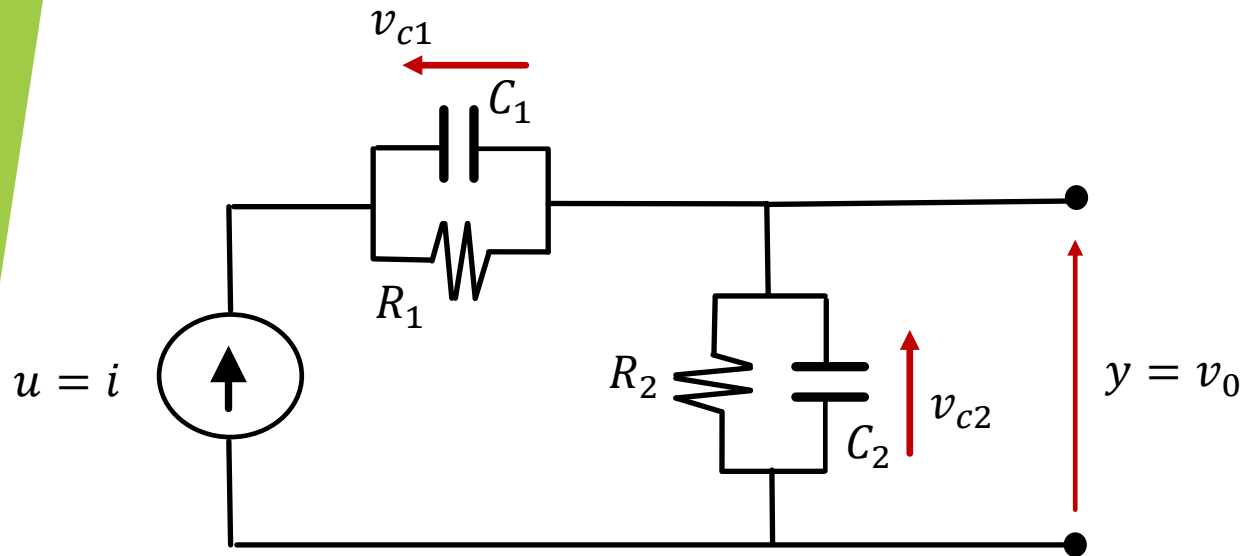 v_{c1}
C_1
R_1
u = i
R_2
C_2
v_{c2}
y = v_0